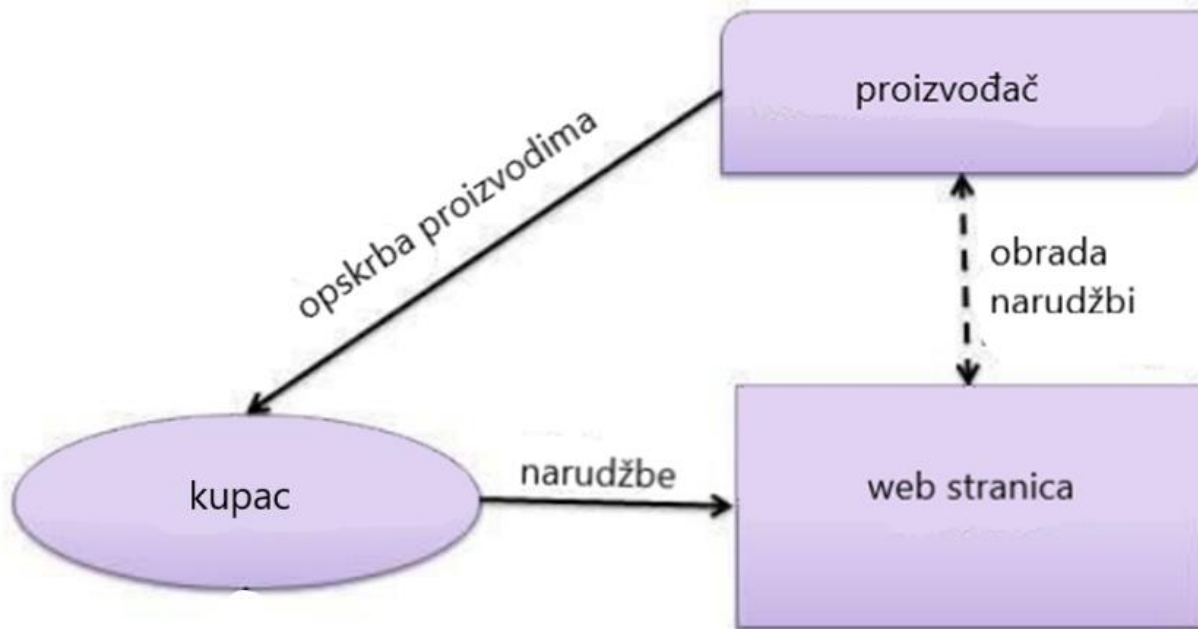 proizvođač
opskrba proizvodima
obrada
narudžbi
kupac
narudžbe
web stranica